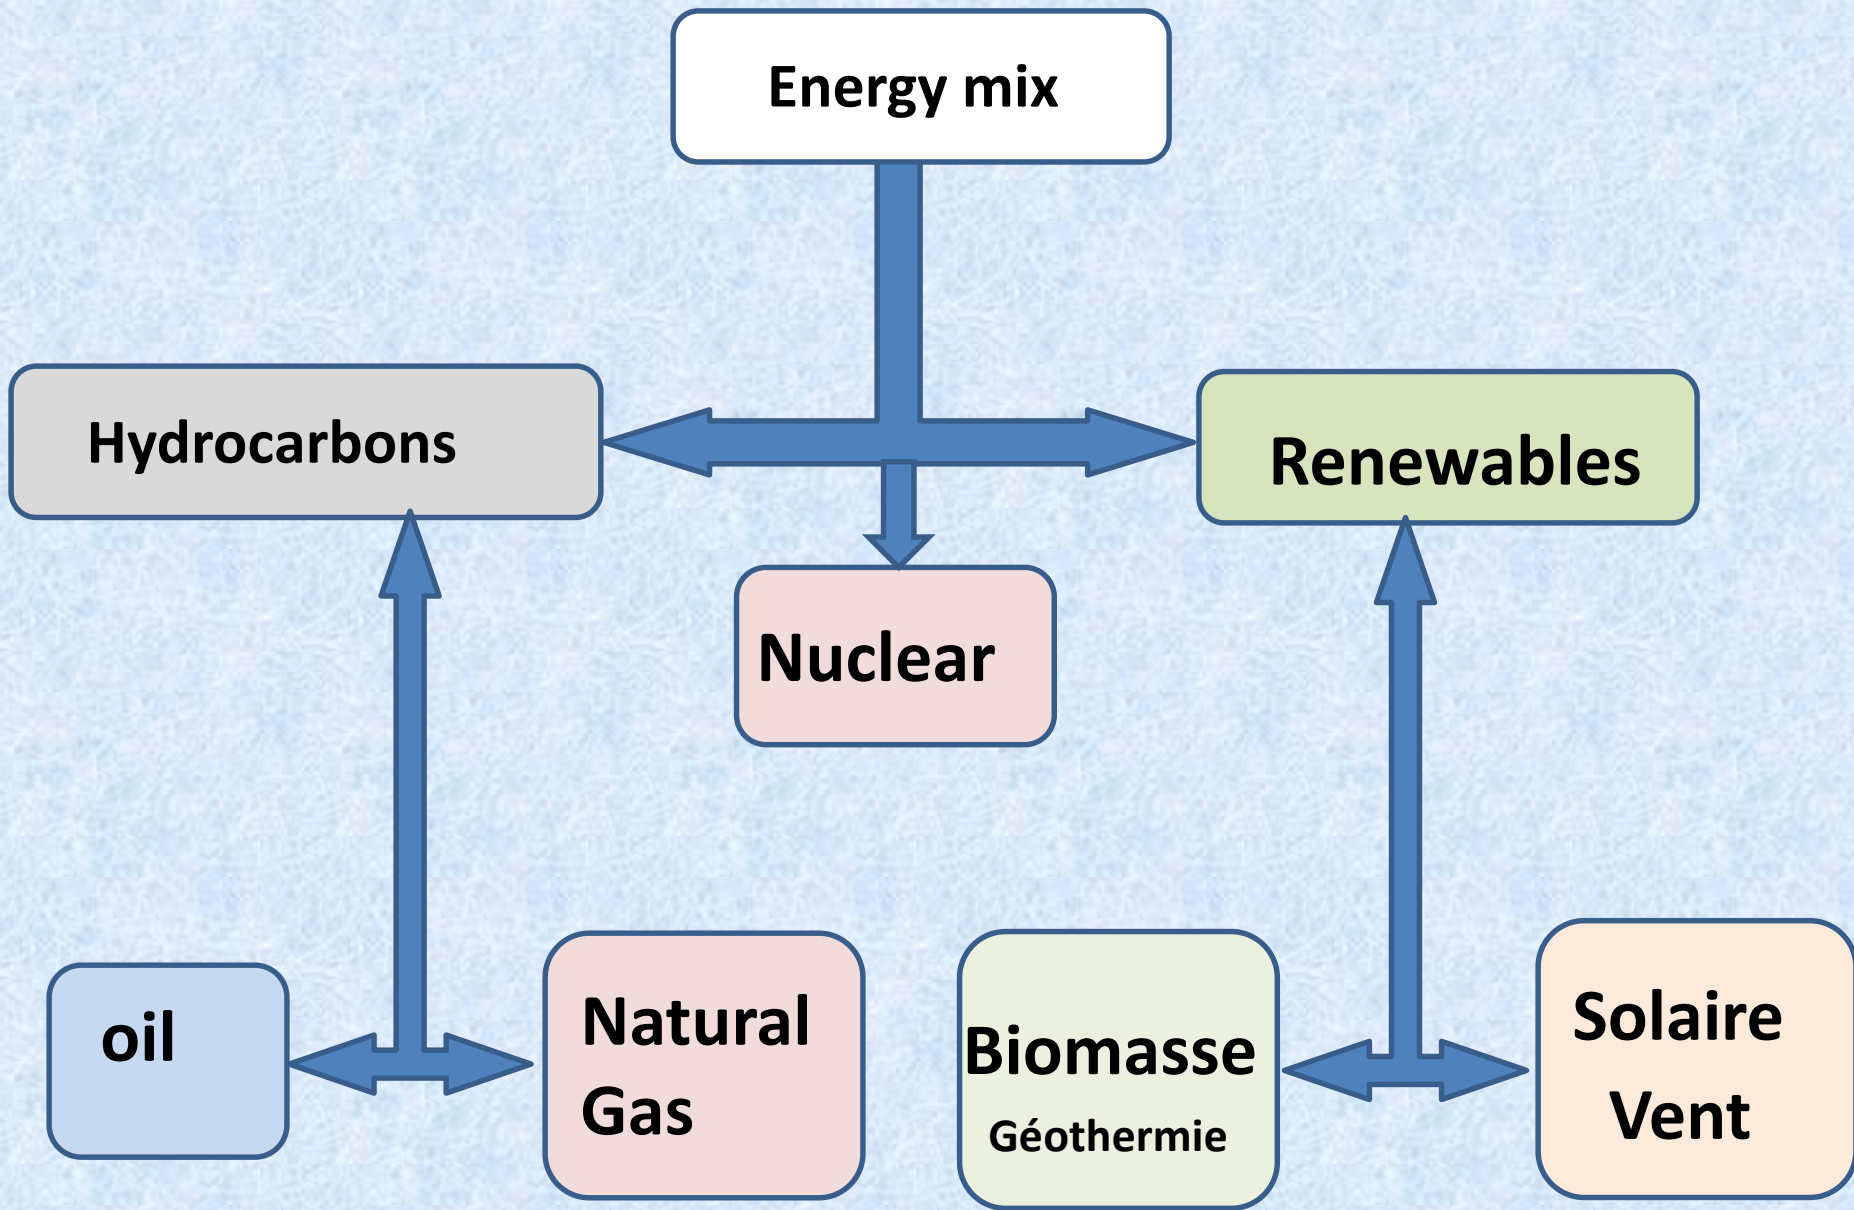 Energy mix
Hydrocarbons
Renewables
Nuclear
oil
Natural
Gas
Biomasse
Géothermie
Solaire
Vent